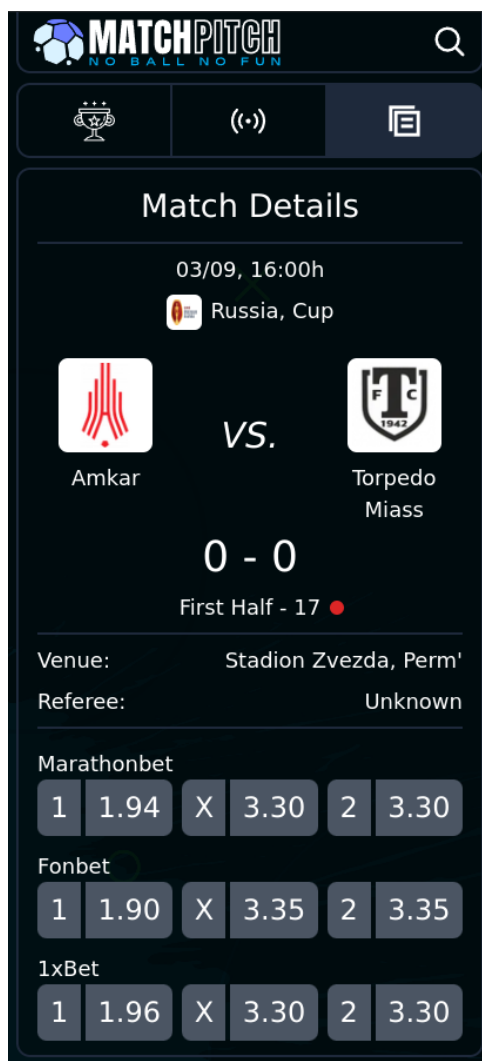 MATCHPITCH
NO BALL NO FUN
Match Details
03/09, 16:00h
Russia, Cup
FC
1942
VS.
Amkar
Torpedo
Miass
0 - 0
First Half - 17
Venue: Stadion Zvezda, Perm'
Referee: Unknown
Marathonbet
1 1.94 X 3.30 2 3.30
Fonbet
1 1.90 X 3.35 2 3.35
1xBet
1 1.96 X 3.30 2 3.30